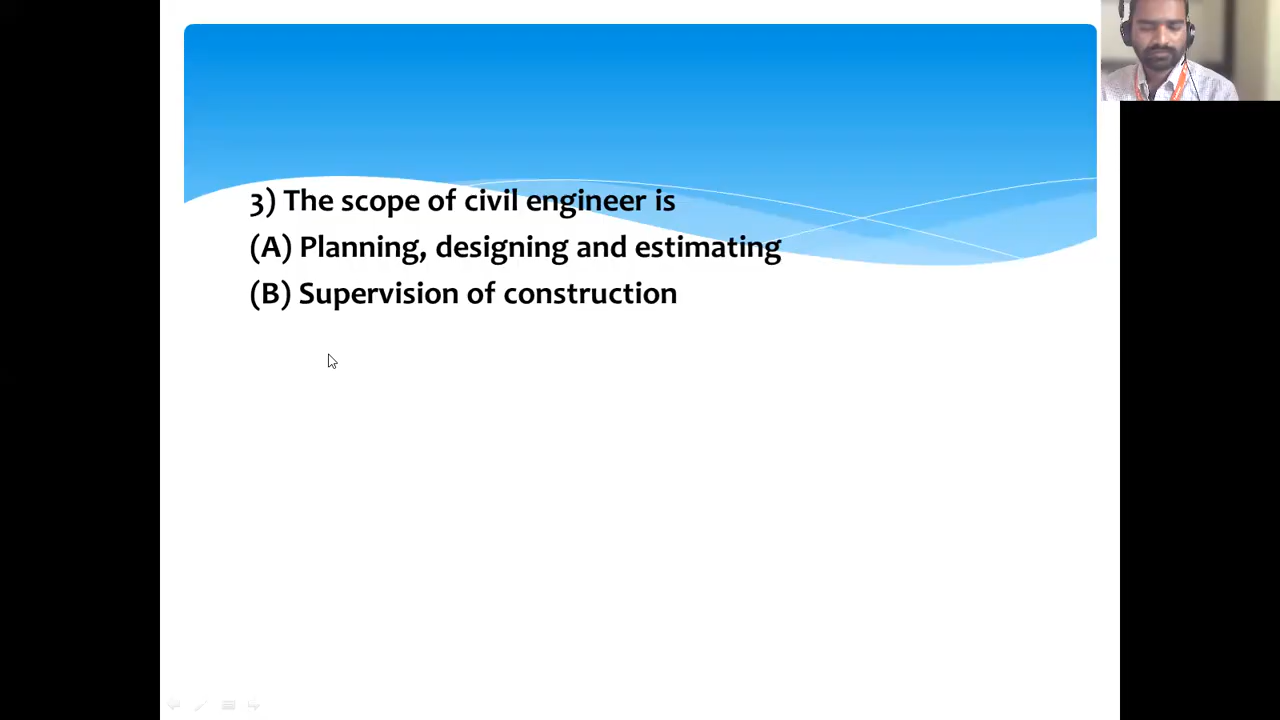 3) The scope of civil engineer is
(A) Planning, designing and estimating
(B) Supervision of construction